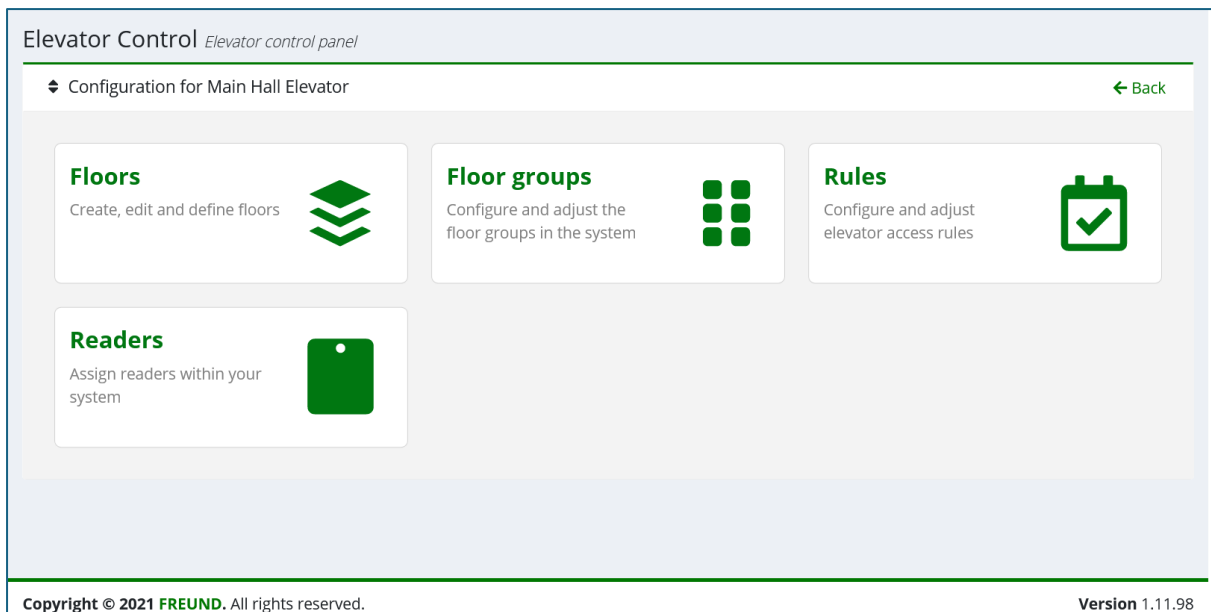 Elevator Control Elevator control panel
Configuration for Main Hall Elevator
Back
Floors
Create, edit and define floors
Floor groups
Configure and adjust the
floor groups in the system
Rules
Configure and adjust
elevator access rules
Readers
Assign readers within your
system
Copyright © 2021 FREUND. All rights reserved.
Version 1.11.98